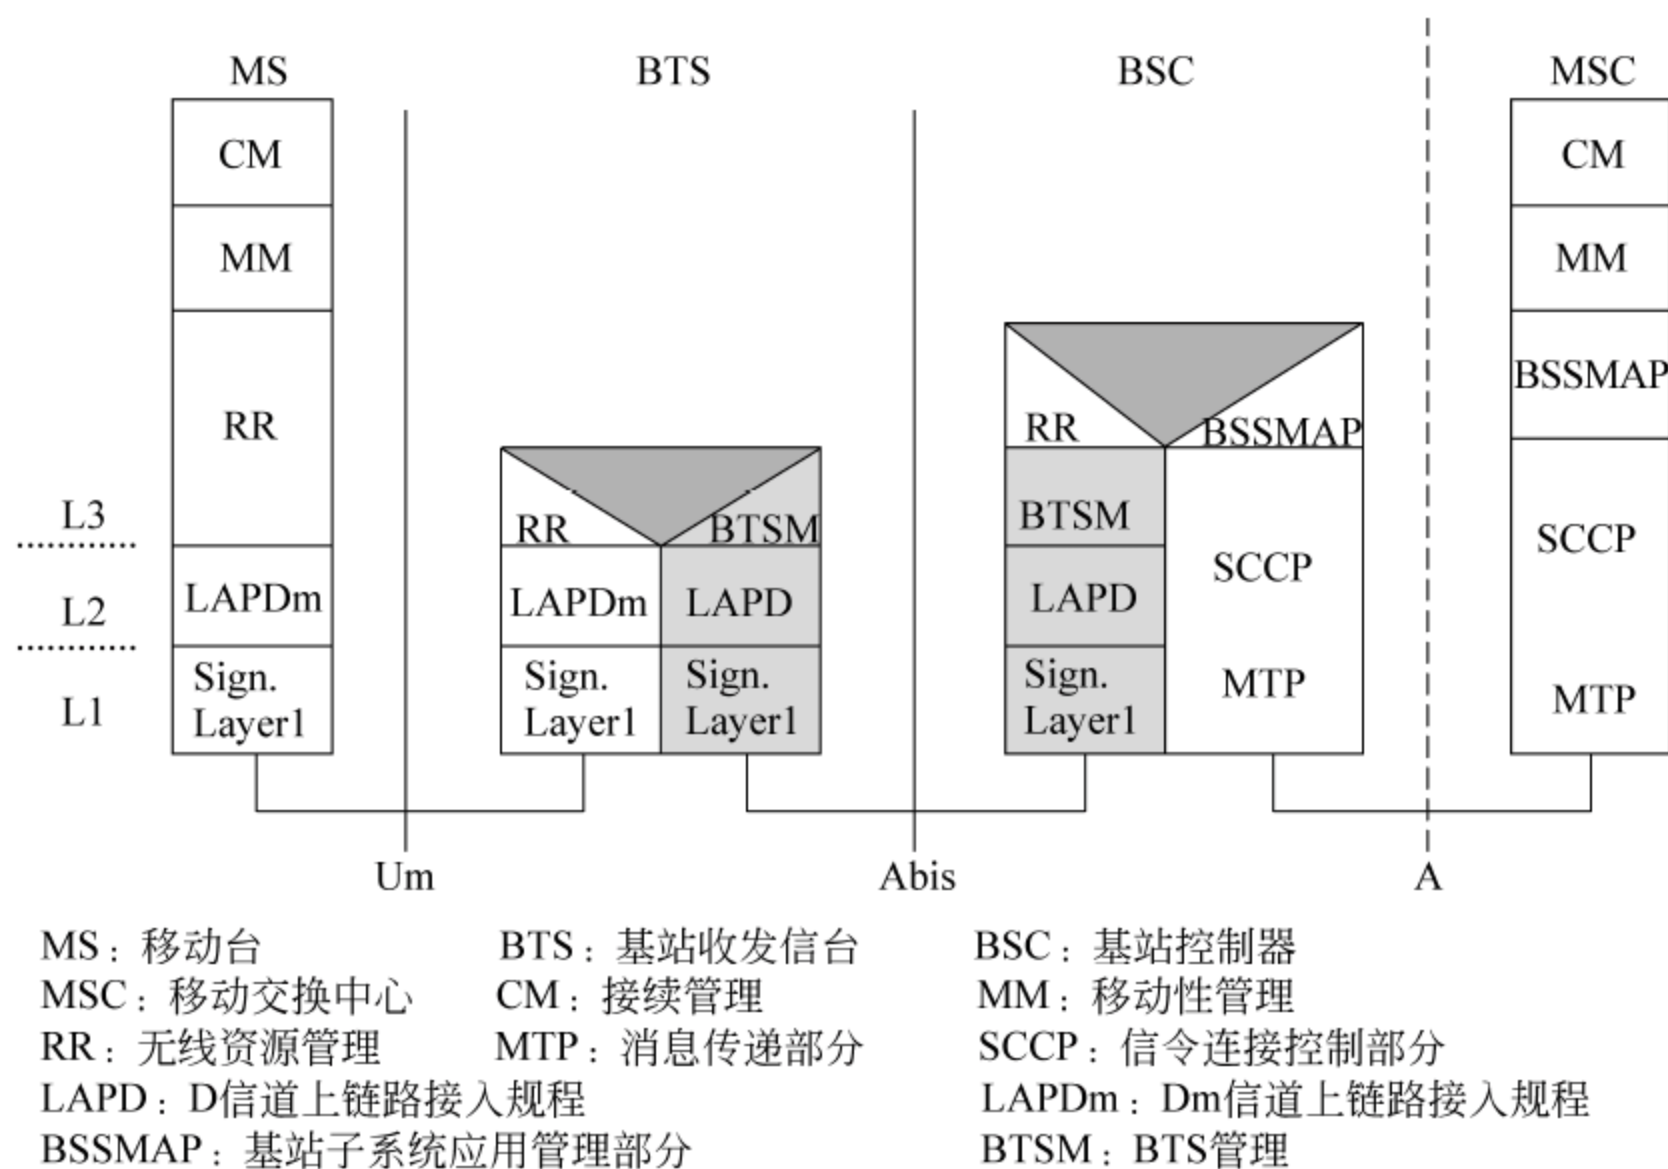 MS BTS BSC MSC
CM CM
MM MM
BSSMAP
RR RR BSSMAP
L3 RR BTSM BTSM SCCP
SCCP
L2 LAPDm LAPDm LAPD LAPD
Sign. Sign. Sign. Sign. MTP MTP
L1 Layer1 Layer1 Layer1 Layer1
Um Abis A
MS：移动台 BTS：基站收发信台 BSC：基站控制器
MSC：移动交换中心 CM：接续管理 MM：移动性管理
RR：无线资源管理 MTP：消息传递部分 SCCP：信令连接控制部分
LAPD：D信道上链路接入规程 LAPDm：Dm信道上链路接入规程
BSSMAP：基站子系统应用管理部分 BTSM：BTS管理